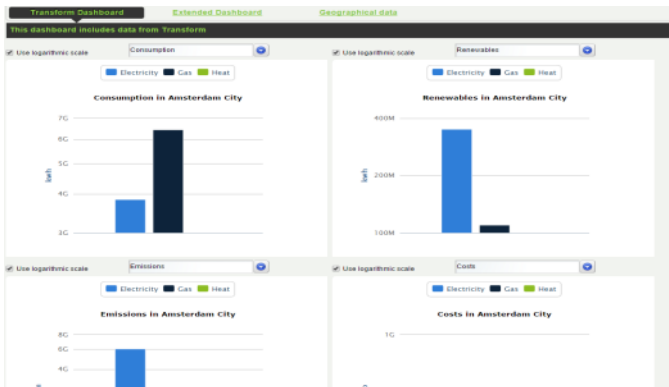 Transform Dashboard Extended Dashboard Geographical data
This dashboard includes data from Transform
Use logarithmic scale Consumption
Electricity Gas Heat
Consumption in Amsterdam City
7G
6G
5G
4G
3G
kwh
Use logarithmic scale Renewables
Electricity Gas Heat
Renewables in Amsterdam City
400M
200M
100M
kwh
Use logarithmic scale Emissions
Electricity Gas Heat
Emissions in Amsterdam City
8G
6G
4G
Use logarithmic scale Costs
Electricity Gas Heat
Costs in Amsterdam City
1G